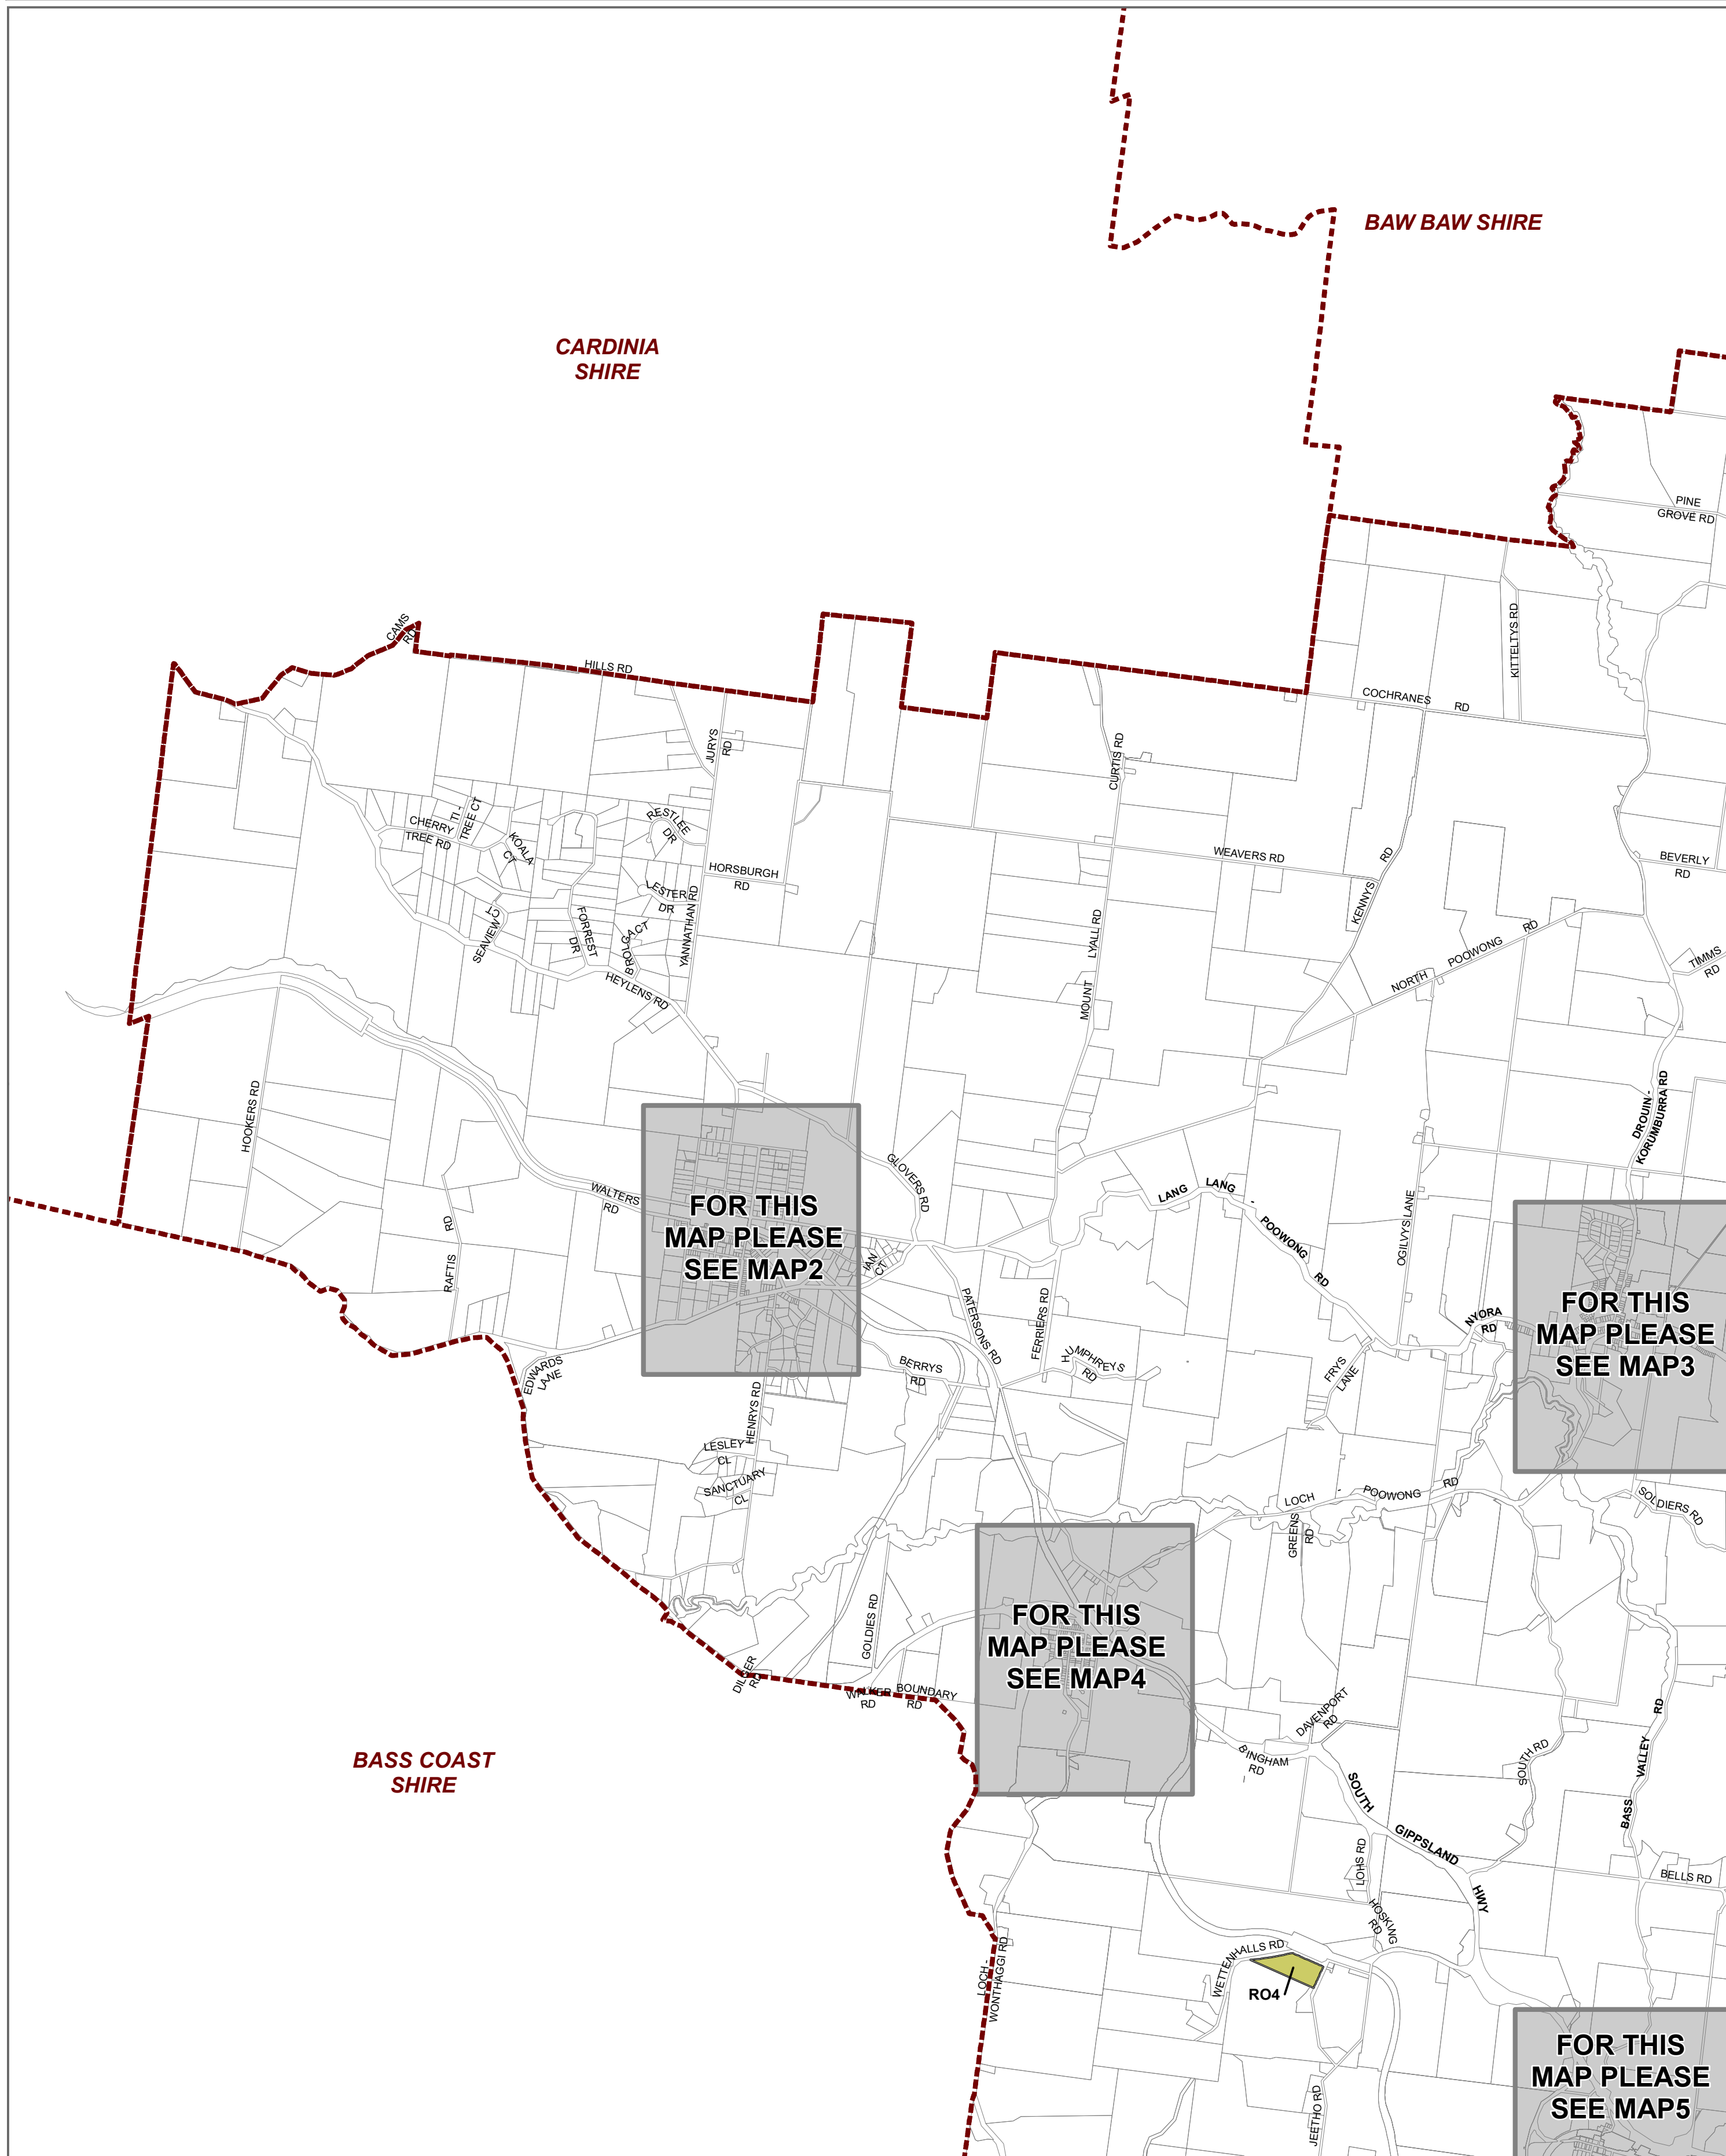 BAW BAW SHIRE
CARDINIA
SHIRE
PINE
GROVE RD
CAMS
RD
HILLS RD
KITTELTYS RD
COCHRANES
RD
JURYS
RD
CURTIS RD
TI -
TREE CT
CHERRY
TREE RD
KOALA
CT
RESTLEE
DR
HORSBURGH
RD
WEAVERS RD
BEVERLY
RD
LESTER
DR
SEAVIEW
CT
FORREST
DR
BROLGA CT
YANNATHAN RD
KENNYS
RD
MOUNT
LYALL RD
NORTH
POOWONG
RD
TIMMS
RD
HEYLENS RD
HOOKERS RD
DROUIN -
KORUMBURRA RD
GLOVERS RD
WALTERS
RD
FOR THIS
MAP PLEASE
SEE MAP2
LANG
LANG
-
POOWONG
RD
OGILVYS LANE
RAFTIS
RD
IAN
CT
PATERSONS RD
FERRIERS RD
NYORA
RD
FOR THIS
MAP PLEASE
SEE MAP3
EDWARDS
LANE
BERRYS
RD
HUMPHREYS
RD
FRYS
LANE
HENRYS RD
LESLEY
CL
SANCTUARY
CL
LOCH
-
POOWONG
RD
GREENS
RD
SOLDIERS RD
GOLDIES RD
FOR THIS
MAP PLEASE
SEE MAP4
DILGER
RD
WALKER
RD
BOUNDARY
RD
DAVENPORT
RD
BINGHAM
RD
SOUTH RD
BASS
VALLEY
RD
BASS COAST
SHIRE
SOUTH
GIPPSLAND
HWY
LOHS RD
BELLS RD
HOSKING
RD
WETTENHALLS RD
RO4
LOCH -
WONTHAGGI RD
JEETHO RD
FOR THIS
MAP PLEASE
SEE MAP5